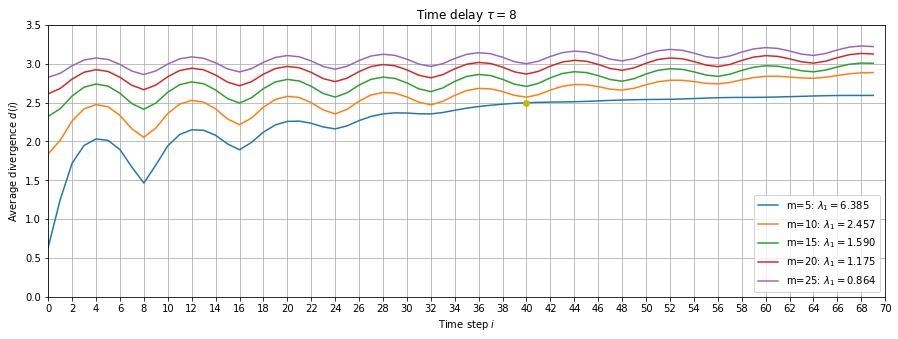 Time delay τ = 8
Average divergence d(i)
3.5
3.0
2.5
2.0
1.5
1.0
0.5
0.0
0 2 4 6 8 10 12 14 16 18 20 22 24 26 28 30 32 34 36 38 40 42 44 46 48 50 52 54 56 58 60 62 64 66 68 70
Time step i
m=5: λ₁ = 6.385
m=10: λ₁ = 2.457
m=15: λ₁ = 1.590
m=20: λ₁ = 1.175
m=25: λ₁ = 0.864